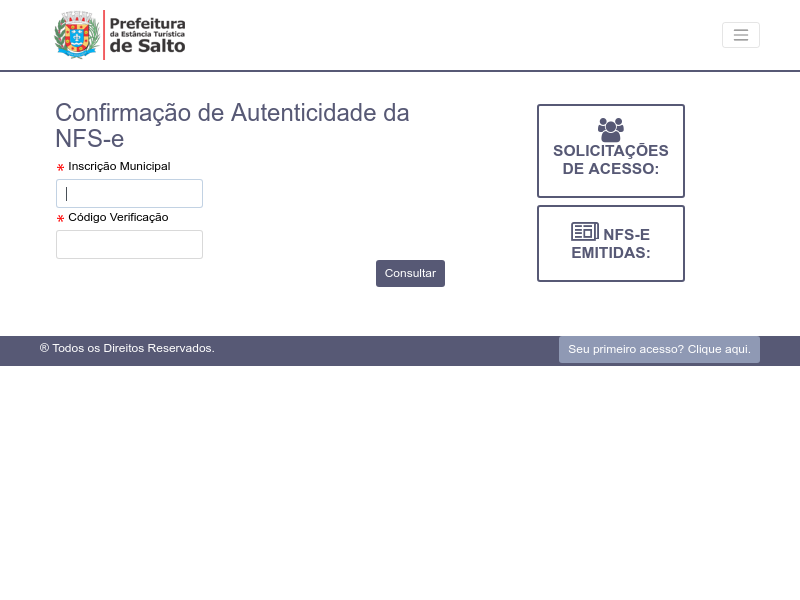 Prefeitura
da Estância Turística
de Salto
Confirmação de Autenticidade da
NFS-e
* Inscrição Municipal
* Código Verificação
Consultar
SOLICITAÇÕES
DE ACESSO:
NFS-E
EMITIDAS:
® Todos os Direitos Reservados.
Seu primeiro acesso? Clique aqui.